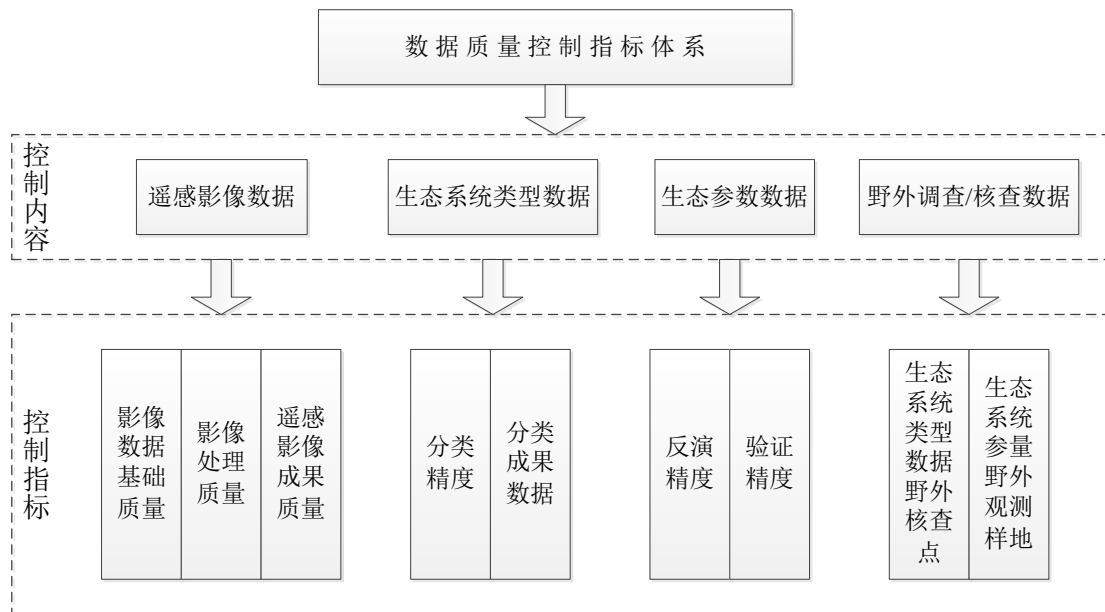 数据质量控制指标体系
控制内容
遥感影像数据
生态系统类型数据
生态参数数据
野外调查/核查数据
控制指标
影像
数据
基础
质量
影像
处理
质量
遥感
影像
成果
质量
分类
精度
分类
成果
数据
反演
精度
验证
精度
生态
系统
类型
数据
野外
核查
点
生态
系统
参量
野外
观测
样地